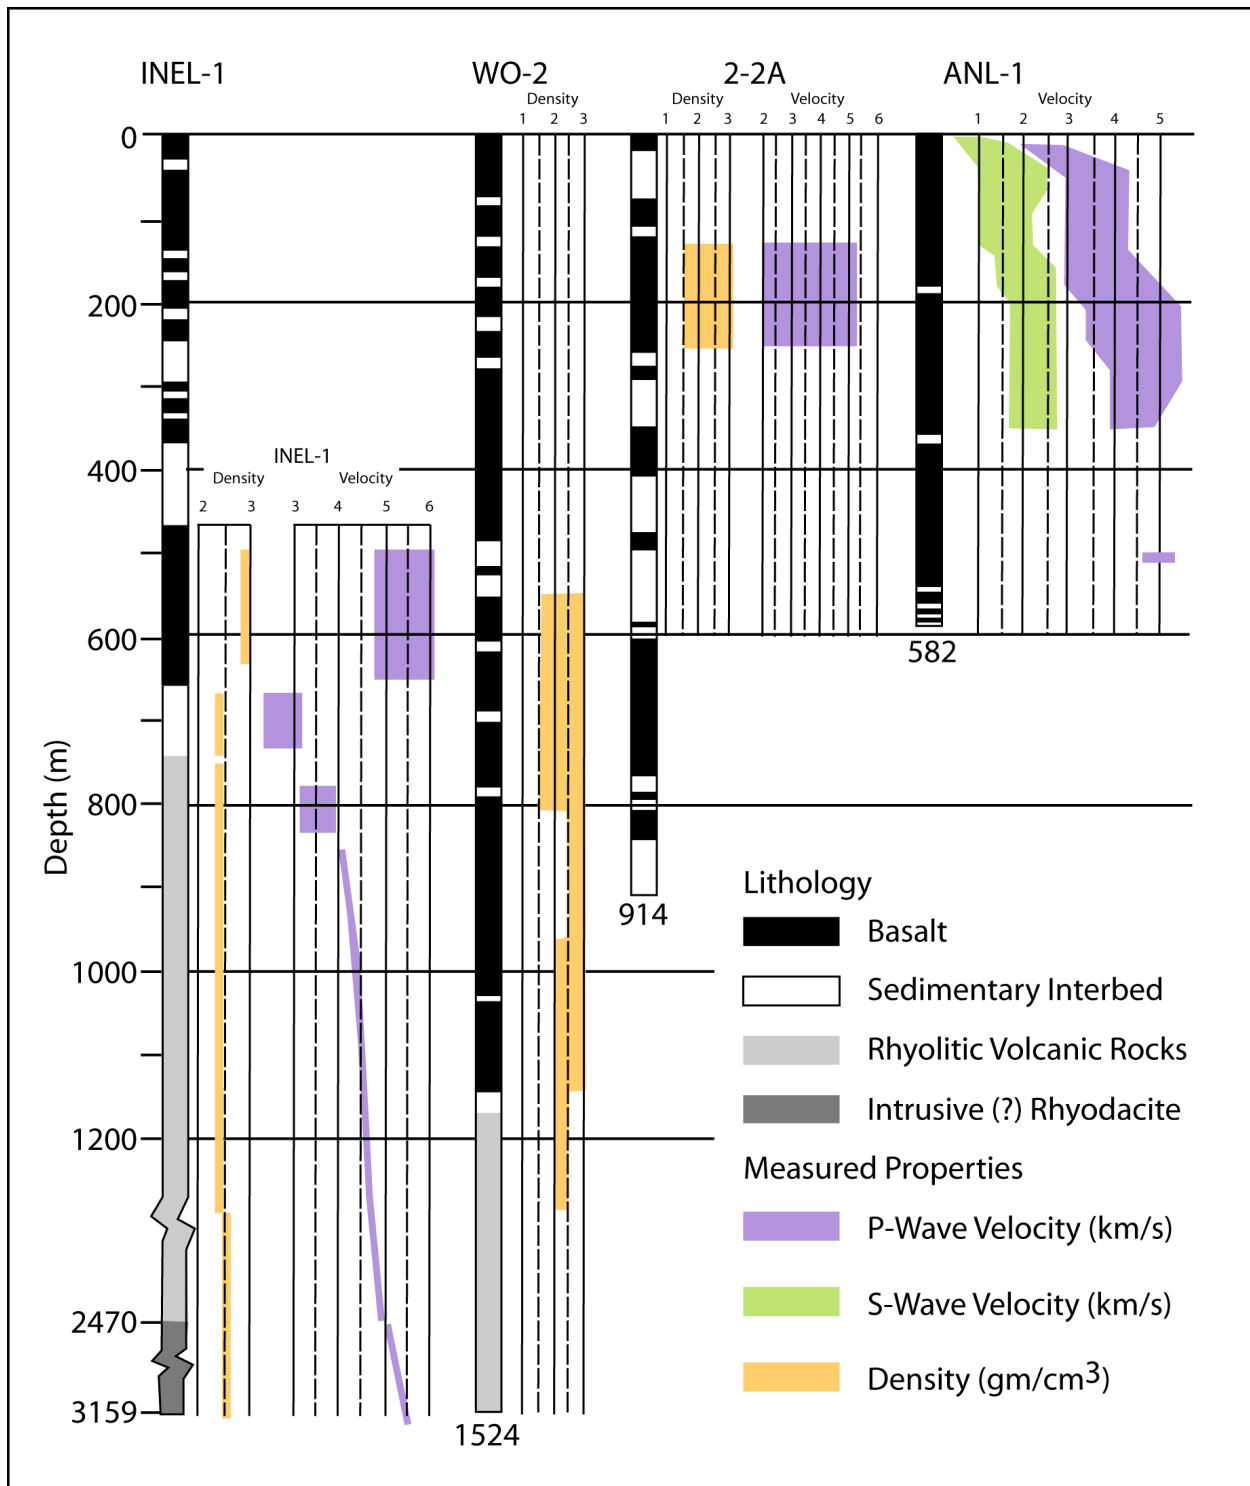 INEL-1 WO-2 2-2A ANL-1
Density Density Velocity Velocity
1 2 3 1 2 3 2 3 4 5 6 1 2 3 4 5
0
200
400
INEL-1
Density Velocity
2 3 3 4 5 6
600
582
800
914
Depth (m)
1000
1200
2470
3159
1524
Lithology
Basalt
Sedimentary Interbed
Rhyolitic Volcanic Rocks
Intrusive (?) Rhyodacite
Measured Properties
P-Wave Velocity (km/s)
S-Wave Velocity (km/s)
Density (gm/cm³)